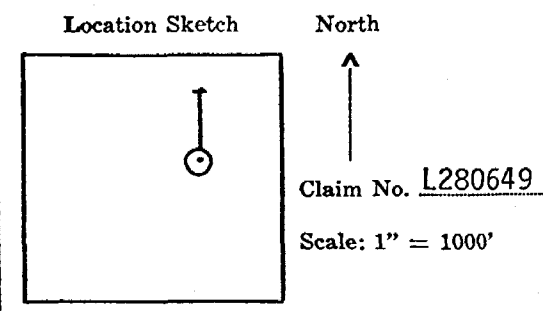 Location Sketch North
Claim No. L280649
Scale: 1” = 1000’